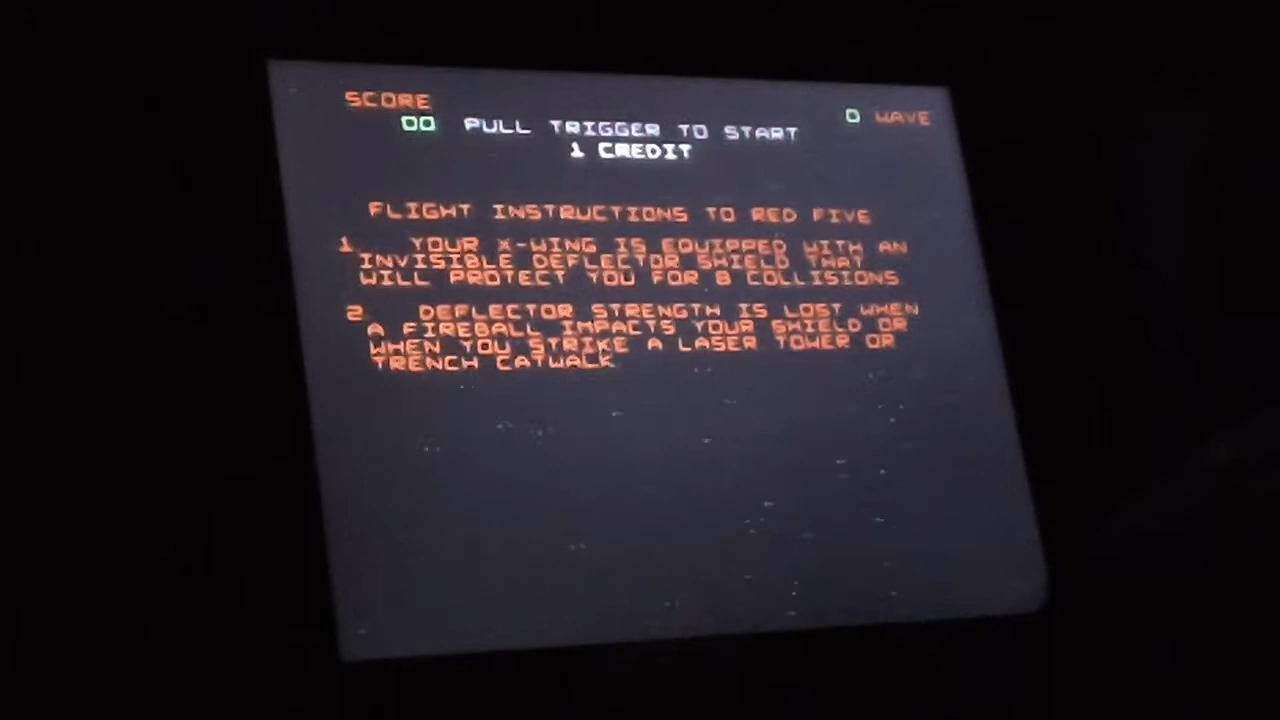 SCORE
00 PULL TRIGGER TO START 0 WAVE
1 CREDIT
FLIGHT INSTRUCTIONS TO RED FIVE
1. YOUR X-WING IS EQUIPPED WITH AN
INVISIBLE DEFLECTOR SHIELD THAT
WILL PROTECT YOU FOR 8 COLLISIONS
2. DEFLECTOR STRENGTH IS LOST WHEN
A FIREBALL IMPACTS YOUR SHIELD OR
WHEN YOU STRIKE A LASER TOWER OR
TRENCH CATWALK